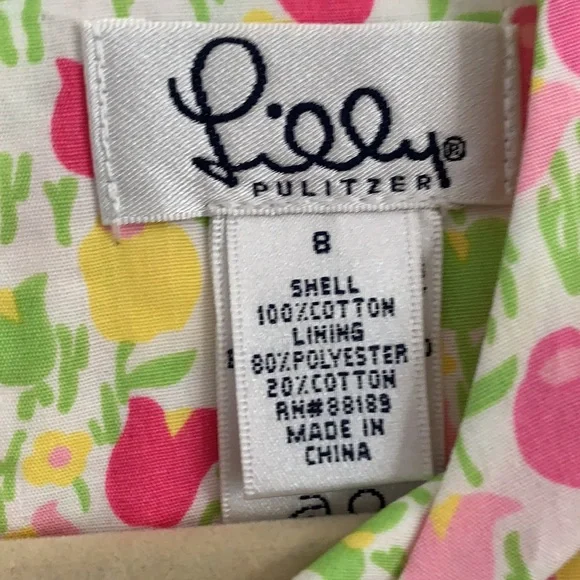 Lilly®
PULITZER
8
SHELL
100%COTTON
LINING
80%POLYESTER
20%COTTON
RN#88189
MADE IN
CHINA